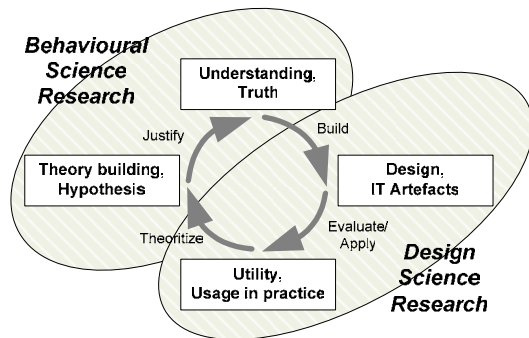 Behavioural
Science
Research
Understanding,
Truth
Justify
Build
Theory building,
Hypothesis
Design,
IT Artefacts
Theoritize
Evaluate/
Apply
Utility,
Usage in practice
Design
Science
Research